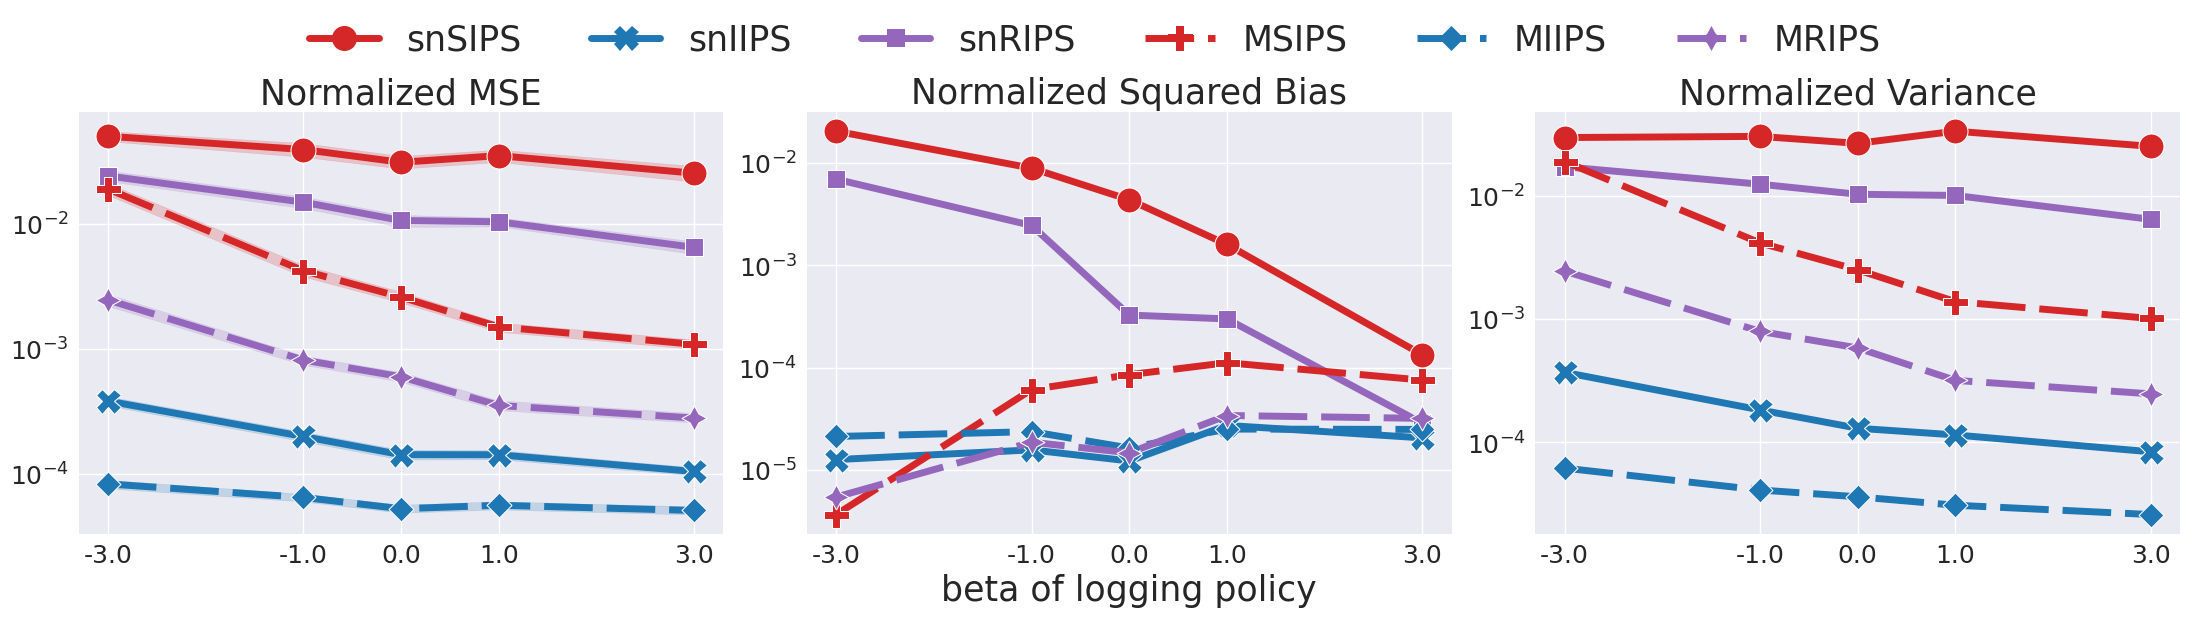 snSIPS snIIPS snRIPS MSIPS MIIPS MRIPS
Normalized MSE Normalized Squared Bias Normalized Variance
10⁻² 10⁻³ 10⁻⁴
-3.0 -1.0 0.0 1.0 3.0
10⁻² 10⁻³ 10⁻⁴ 10⁻⁵
-3.0 -1.0 0.0 1.0 3.0
10⁻² 10⁻³ 10⁻⁴
-3.0 -1.0 0.0 1.0 3.0
beta of logging policy